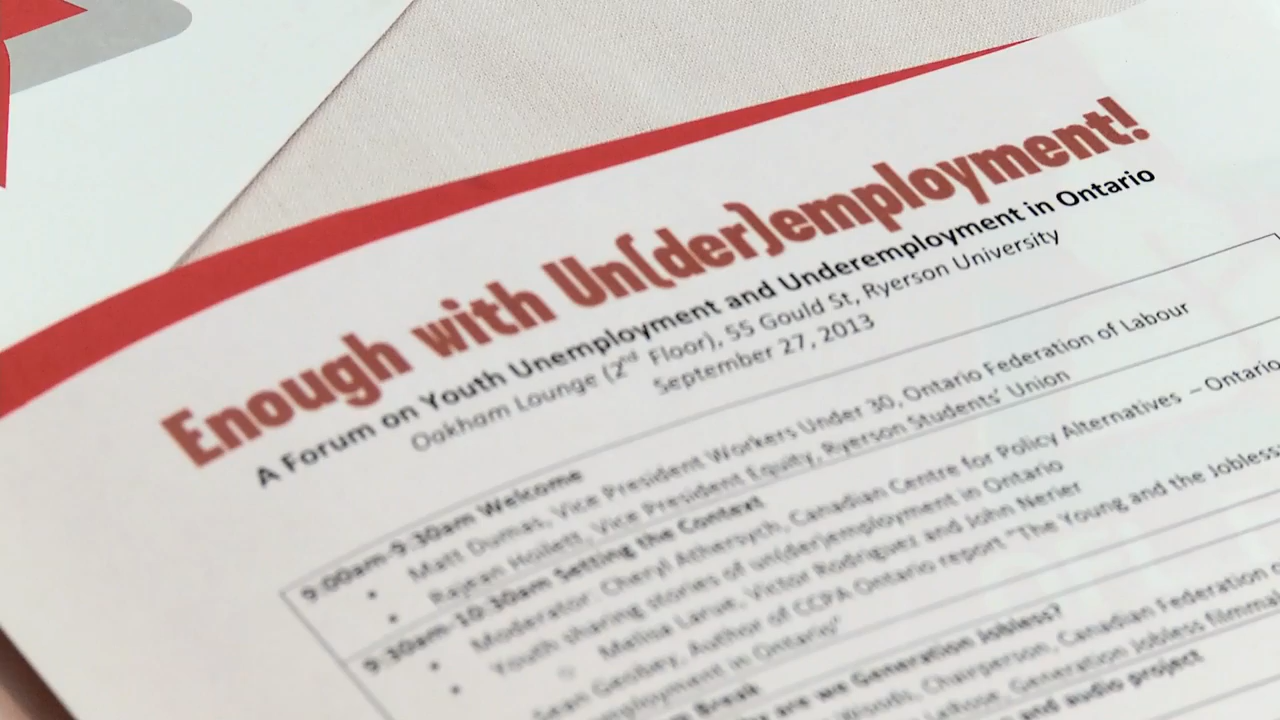 Enough with Un(der)employment!
A Forum on Youth Unemployment and Underemployment in Ontario
Oakham Lounge (2nd Floor), 55 Gould St, Ryerson University
September 27, 2013
9:00am-9:30am Welcome
• Matt Dumas, Vice President Workers Under 30, Ontario Federation of Labour
• Rajean Hoilett, Vice President Equity, Ryerson Students' Union
9:30am-10:30am Setting the Context
• Moderator: Cheryl Athersych, Canadian Centre for Policy Alternatives – Ontario
• Youth sharing stories of un(der)employment in Ontario
○ Melisa Larue, Victor Rodriguez and John Nerier
Sean Geobey, Author of CCPA Ontario report "The Young and the Jobless:
employment in Ontario"
Break
are we Generation Jobless?
Woods, Chairperson, Canadian Federation
LaRose, Generation Jobless
and audio project